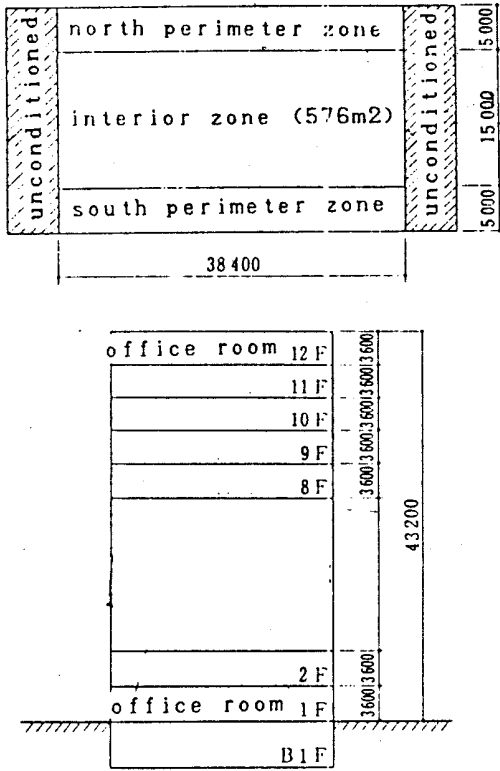 north perimeter zone
unconditioned
interior zone (576m2)
unconditioned
south perimeter zone
5000
15000
5000
38400
office room 12F
11F
10F
9F
8F
2F
office room 1F
B1F
3600
3600
3600
3600
3600
3600
3600
43200